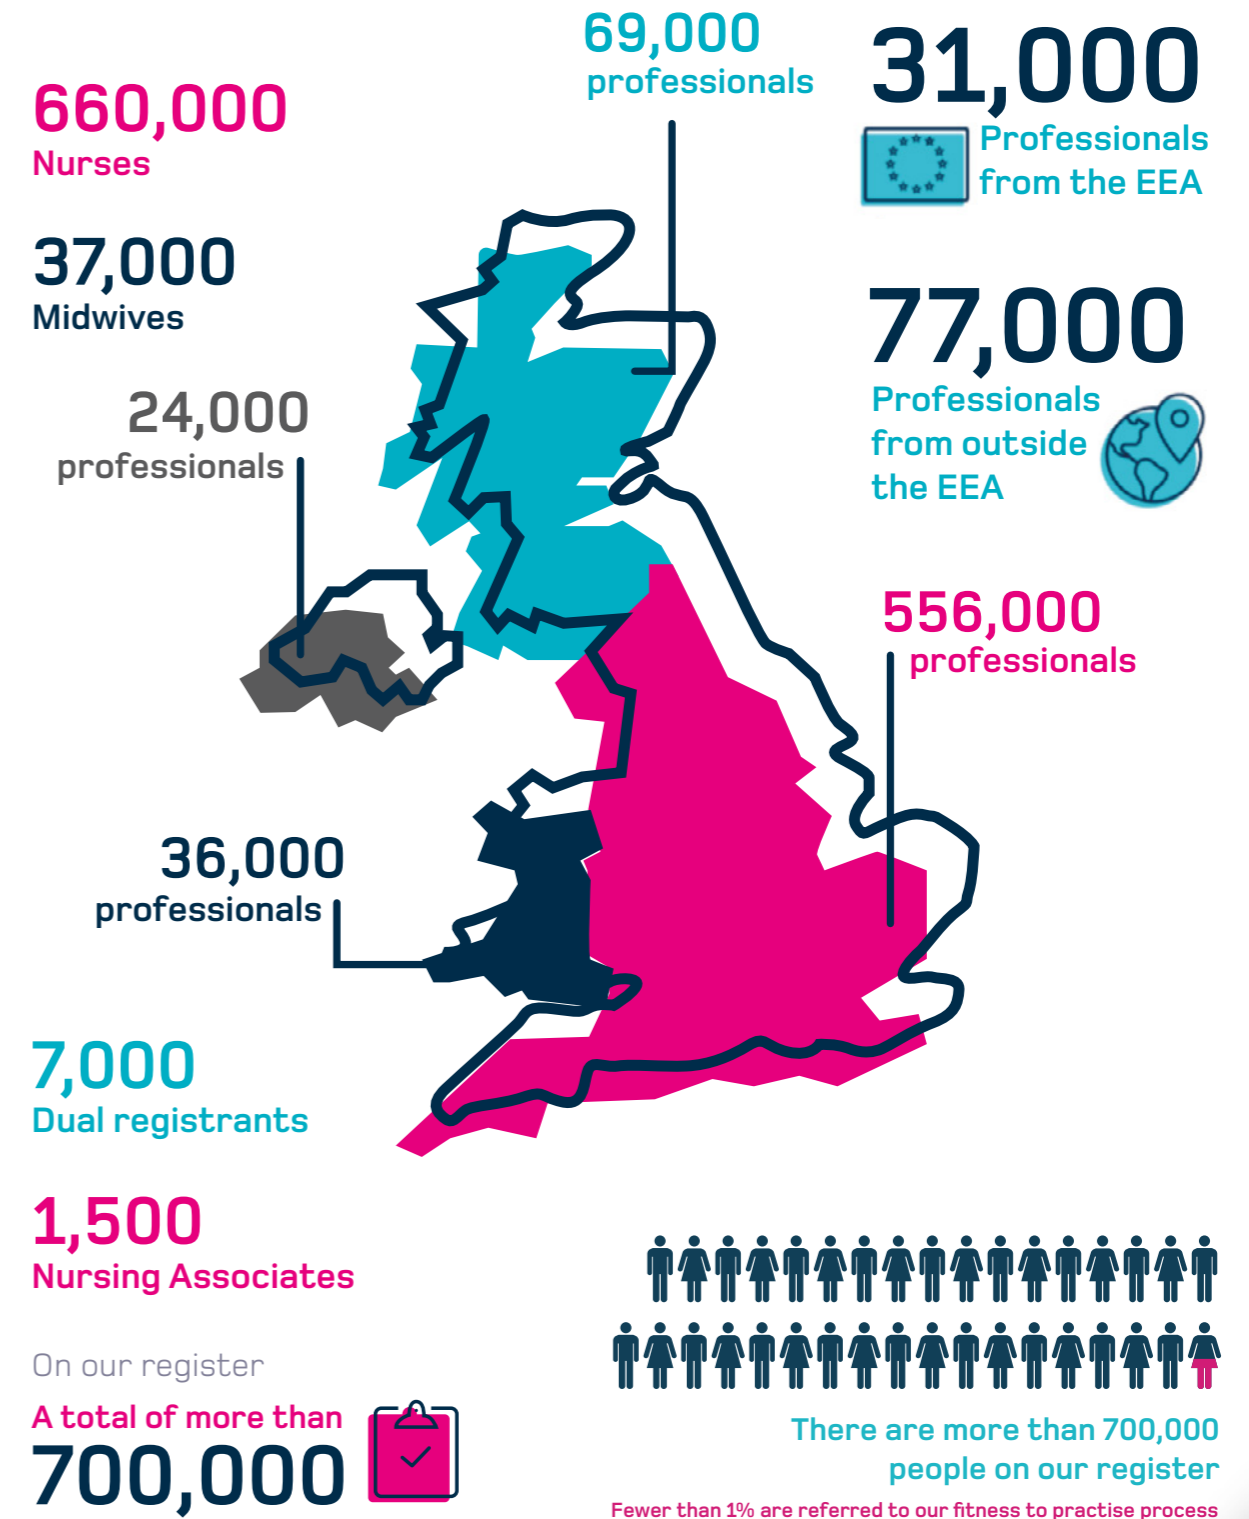 660,000
Nurses
37,000
Midwives
24,000
professionals
69,000
professionals
31,000
Professionals
from the EEA
77,000
Professionals
from outside
the EEA
556,000
professionals
36,000
professionals
7,000
Dual registrants
1,500
Nursing Associates
On our register
A total of more than
700,000
There are more than 700,000
people on our register
Fewer than 1% are referred to our fitness to practise process